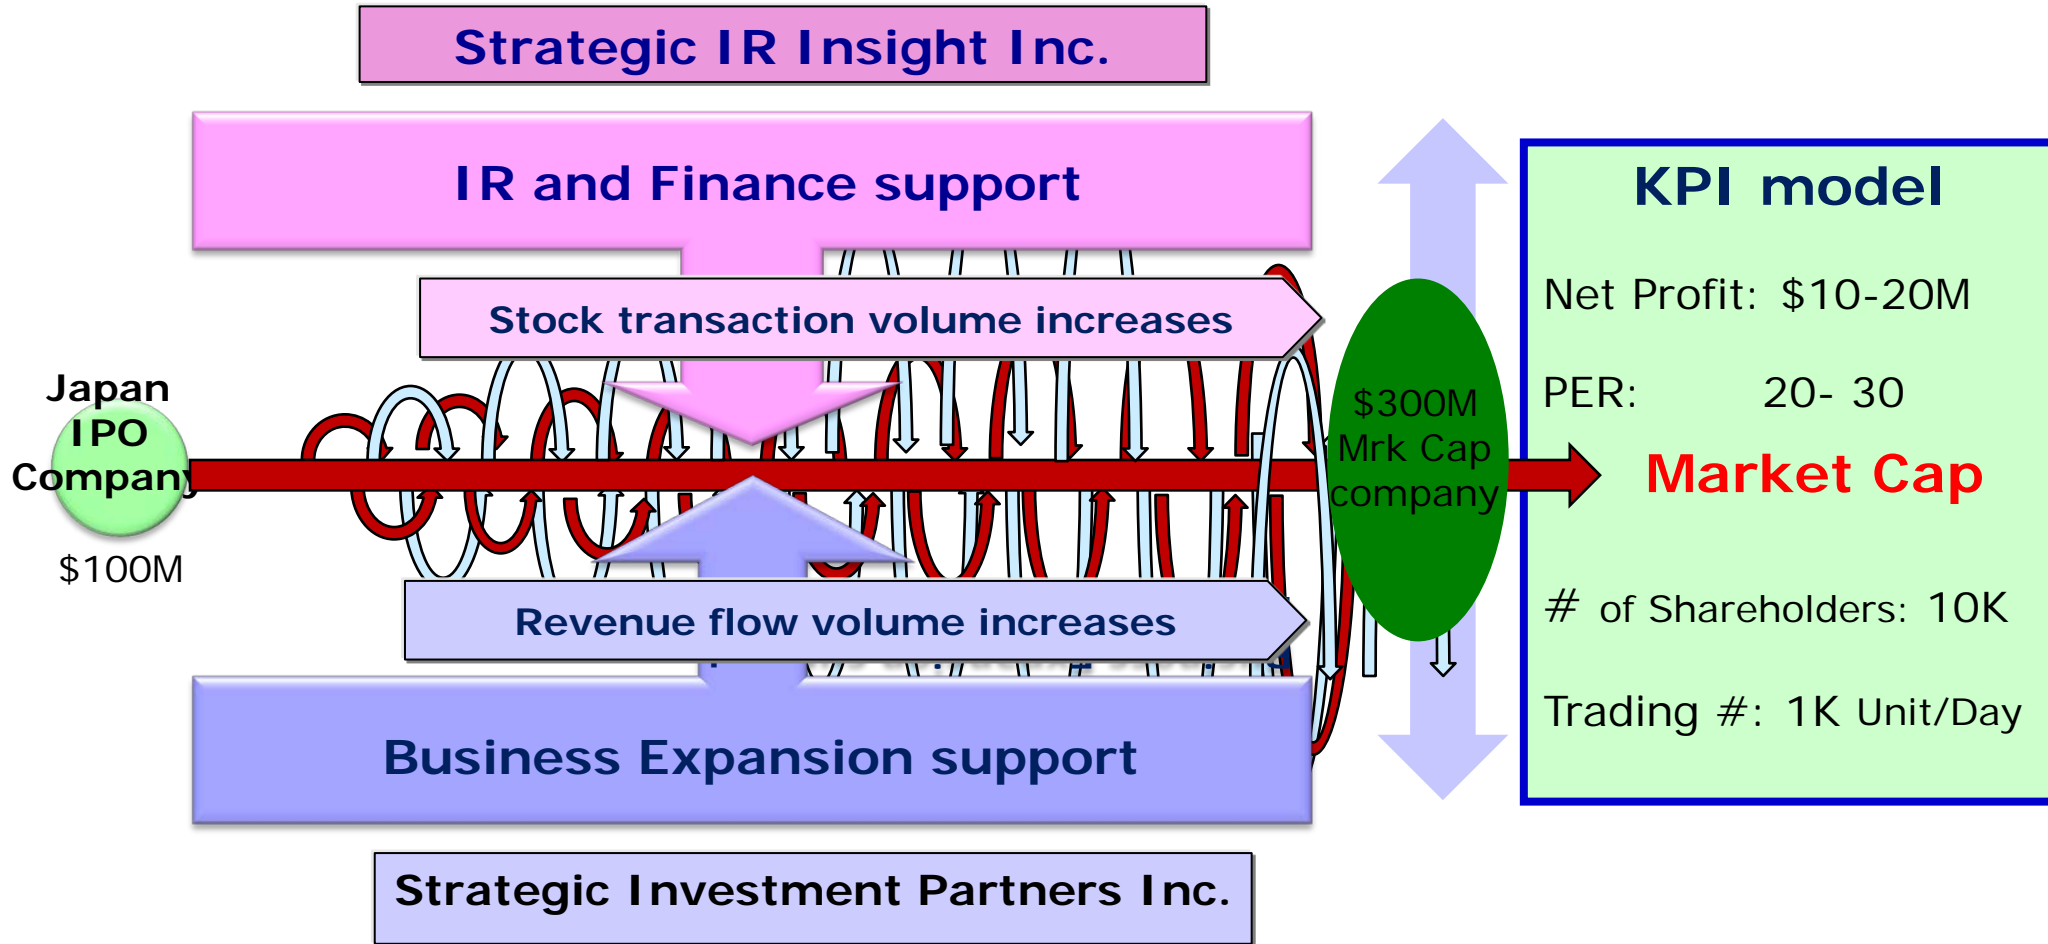 Strategic IR Insight Inc.
IR and Finance support
Stock transaction volume increases
Japan
IPO
Company
$100M
$300M
Mrk Cap
company
Revenue flow volume increases
Business Expansion support
Strategic Investment Partners Inc.
KPI model
Net Profit: $10-20M
PER: 20- 30
Market Cap
# of Shareholders: 10K
Trading #: 1K Unit/Day